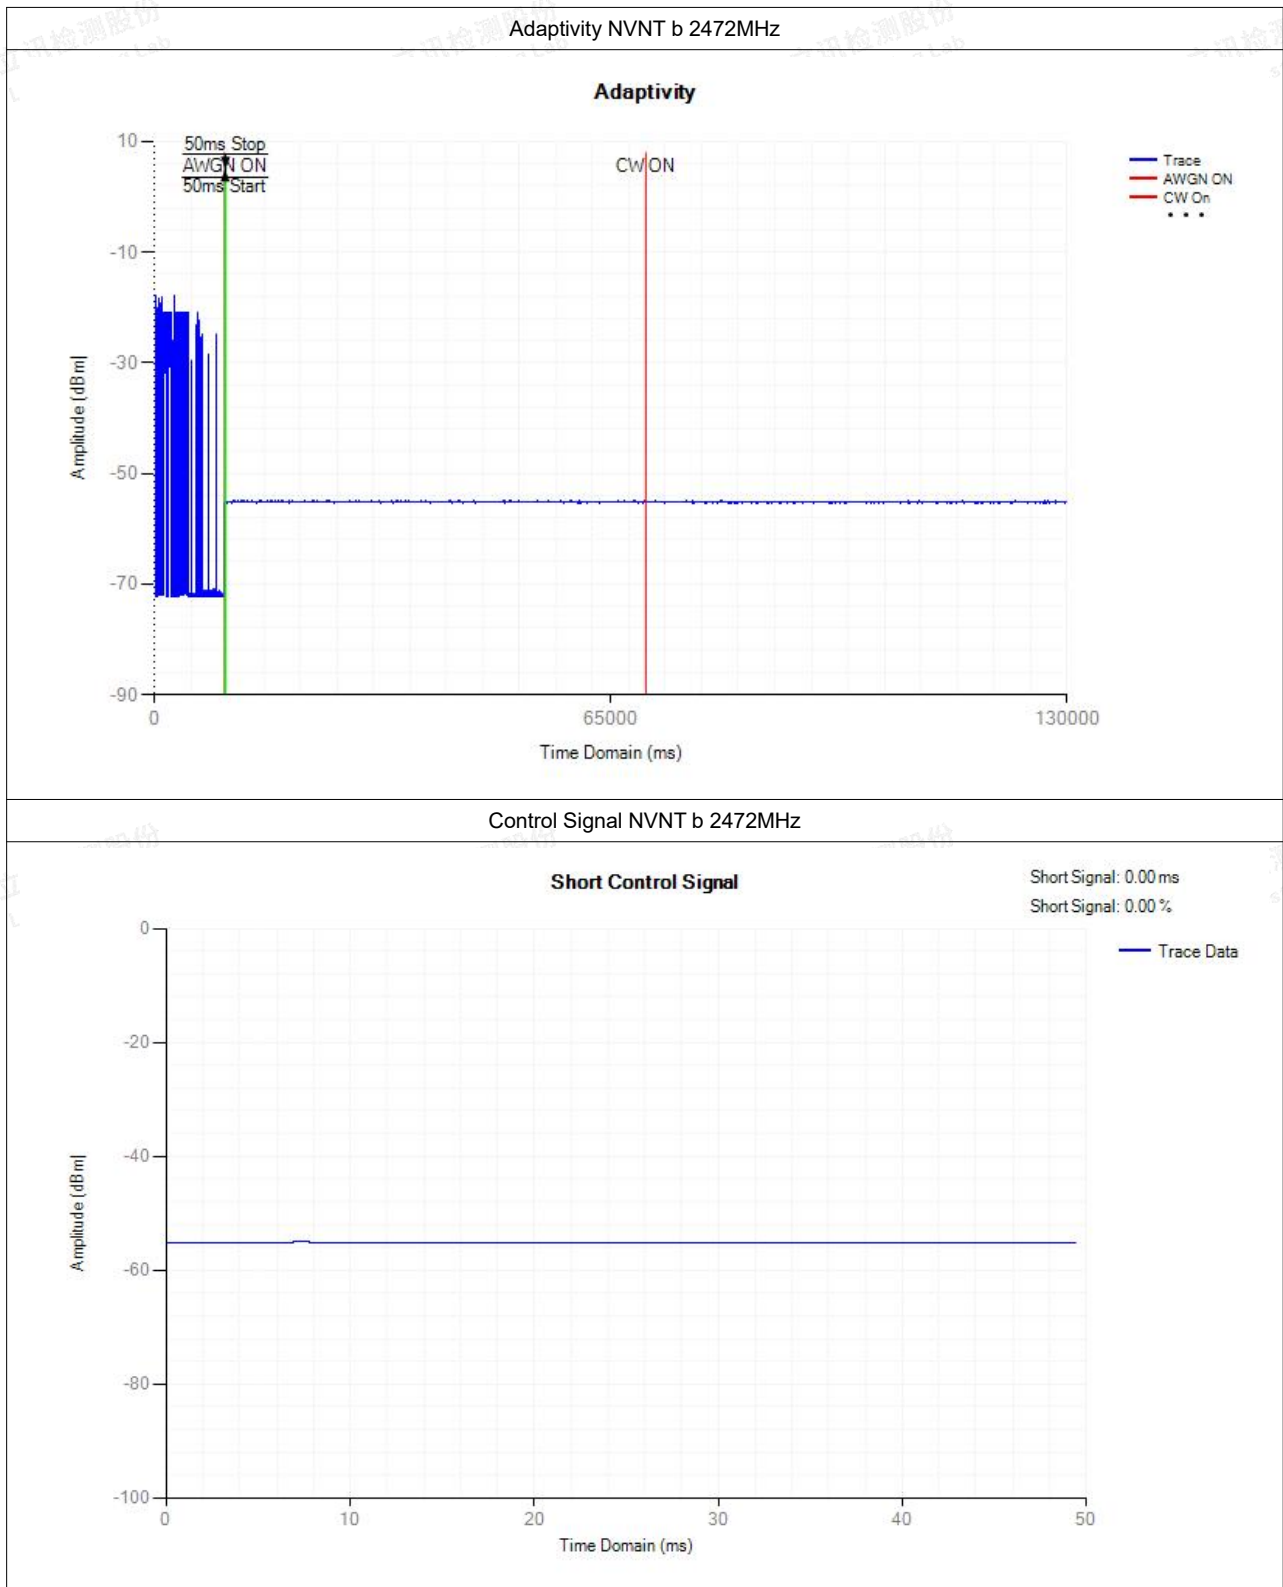 Adaptivity NVNT b 2472MHz
Adaptivity
10
-10
-30
-50
-70
-90
50ms Stop
AWGN ON
50ms Start
CW ON
Trace
AWGN ON
CW On
• • •
Amplitude (dBm|
0
65000
130000
Time Domain (ms)
Control Signal NVNT b 2472MHz
Short Control Signal
Short Signal: 0.00 ms
Short Signal: 0.00 %
Trace Data
0
-20
-40
-60
-80
-100
Amplitude (dBm|
0
10
20
30
40
50
Time Domain (ms)